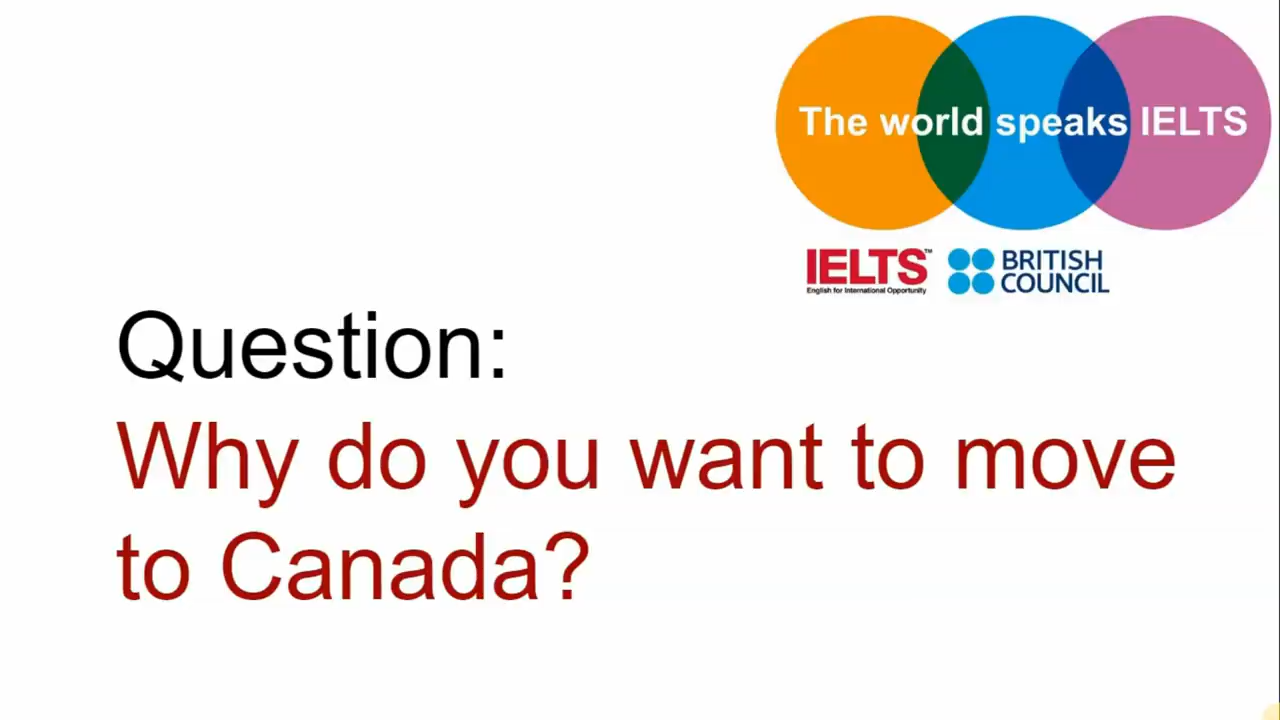 The world speaks IELTS
IELTS™
English for International Opportunity
BRITISH
COUNCIL
Question:
Why do you want to move
to Canada?